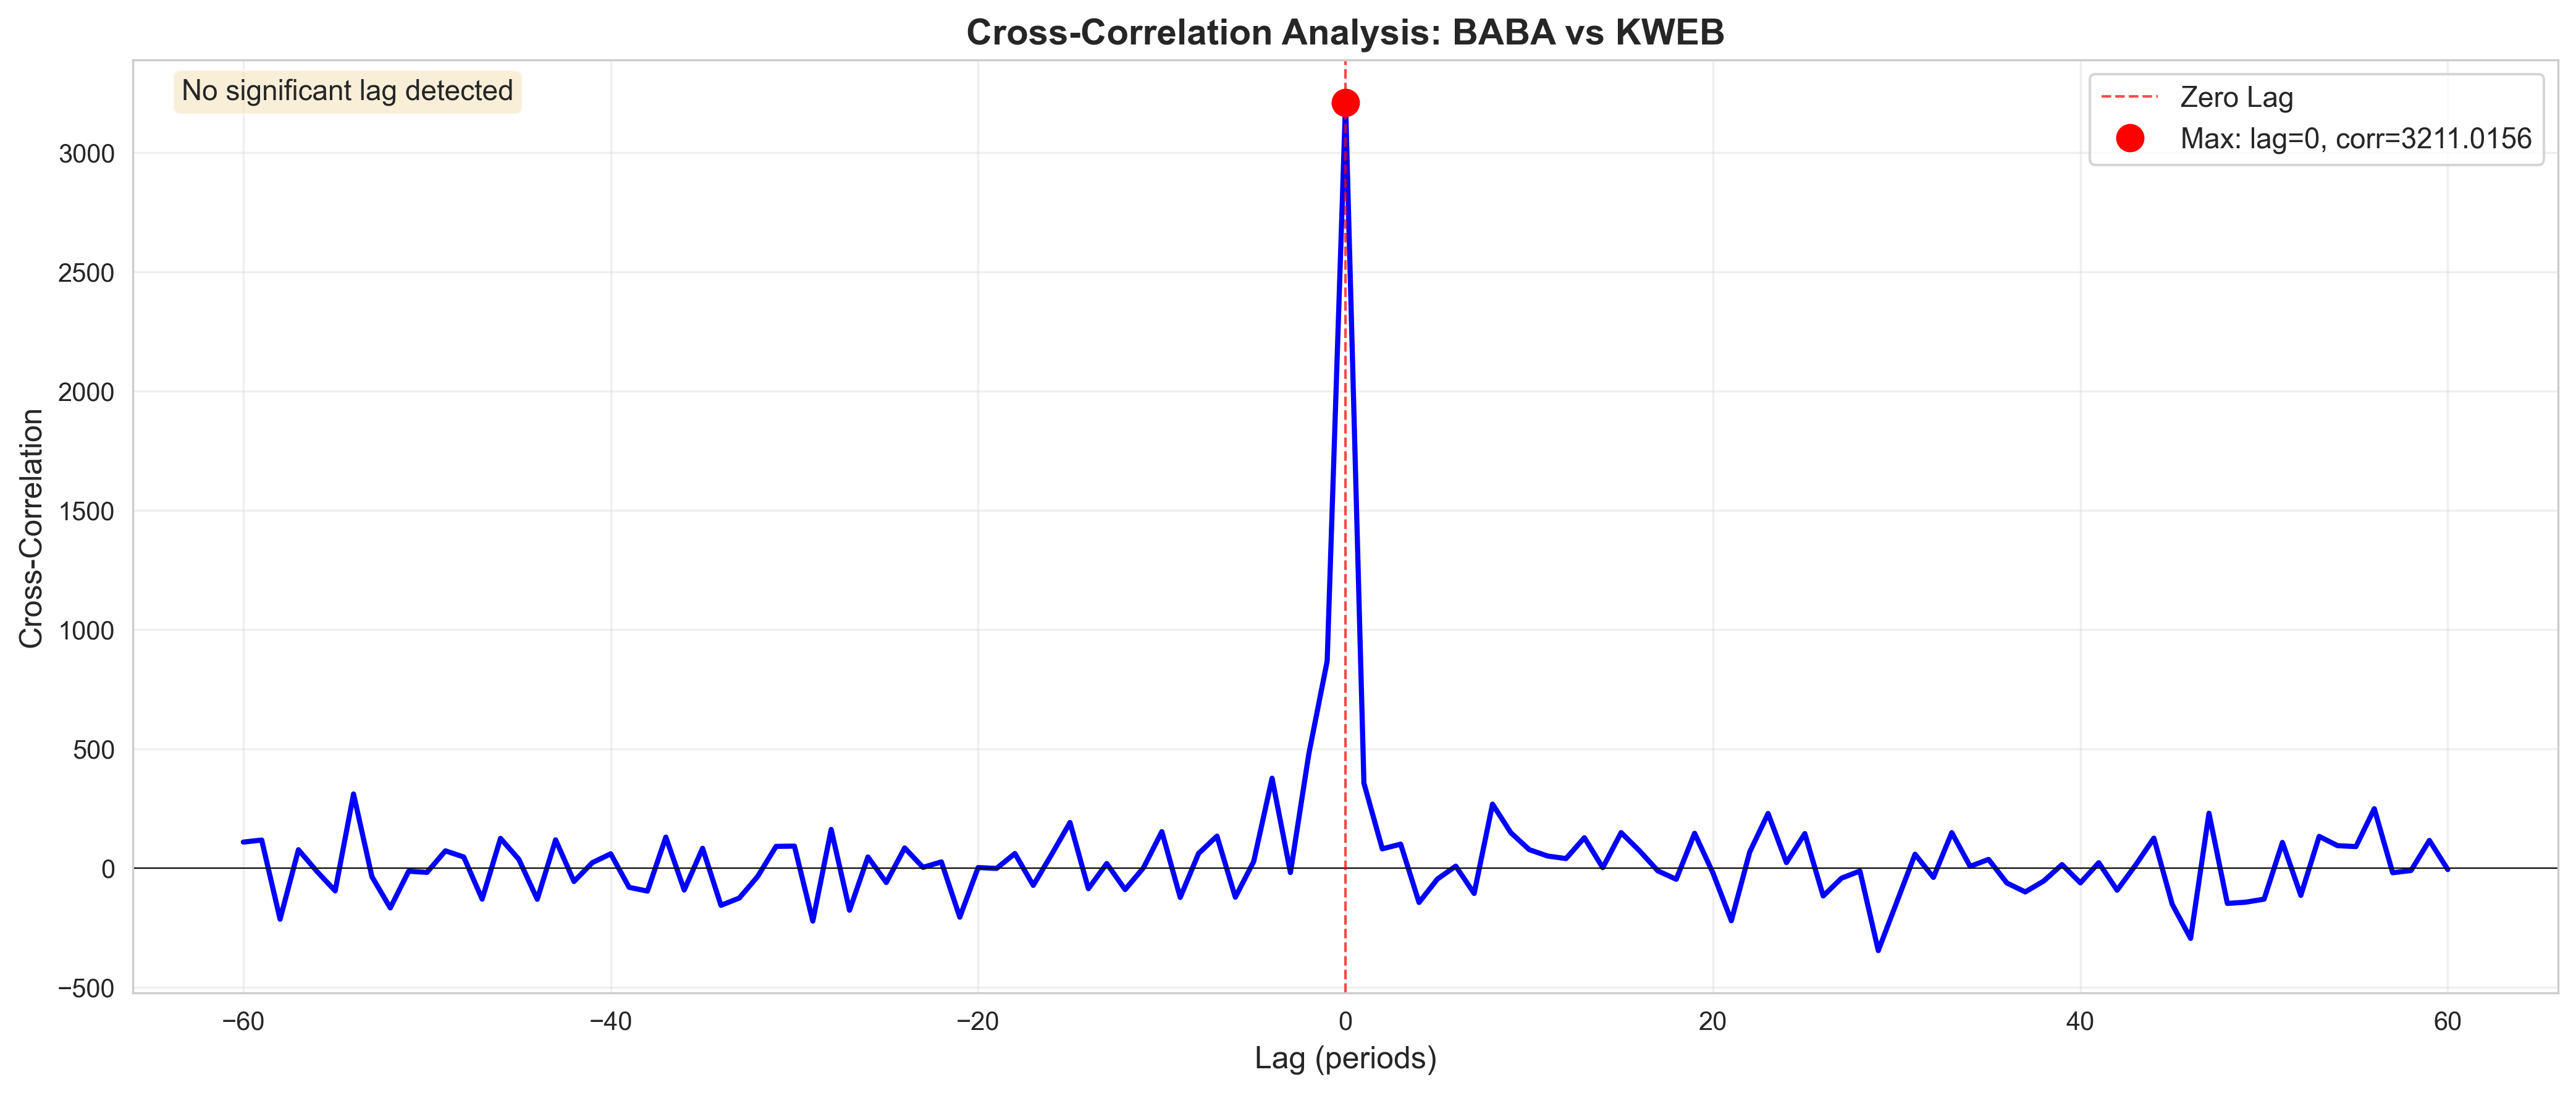 Cross-Correlation Analysis: BABA vs KWEB
No significant lag detected
Zero Lag
Max: lag=0, corr=3211.0156
Cross-Correlation
3000
2500
2000
1500
1000
500
0
−500
−60
−40
−20
0
20
40
60
Lag (periods)